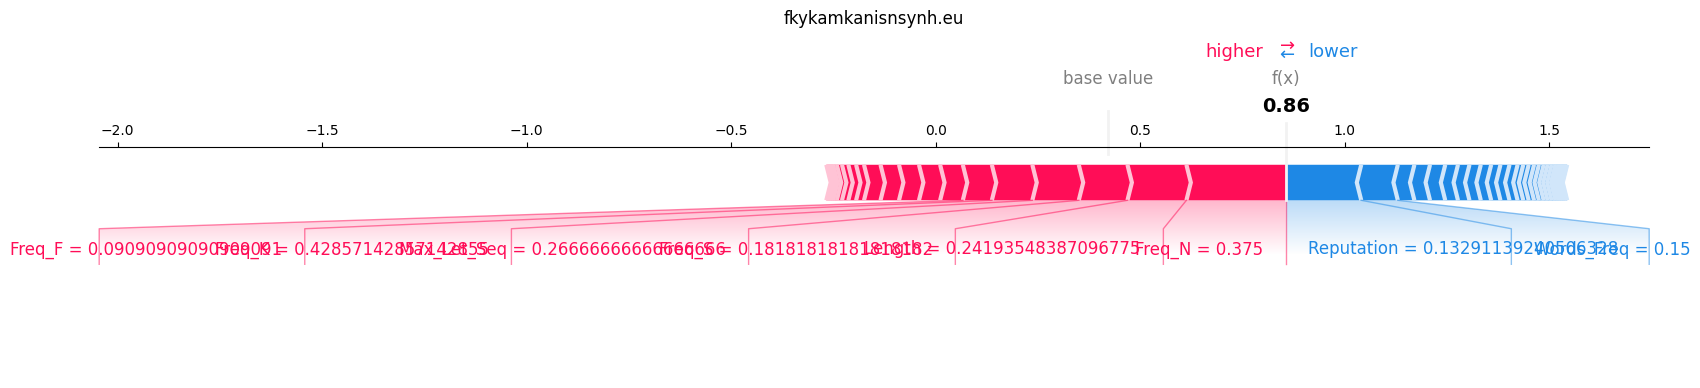 fkykamkanisnsynh.eu
higher ⇄ lower
base value f(x)
0.86
−2.0 −1.5 −1.0 −0.5 0.0 0.5 1.0 1.5
Freq_F = 0.09090909090909091 Freq_K = 0.42857142857142855 Max_Let_Seq = 0.26666666666666666 Freq_S = 0.18181818181818182 Length = 0.24193548387096775 Freq_N = 0.375 Reputation = 0.13291139240506328 Words_Freq = 0.15